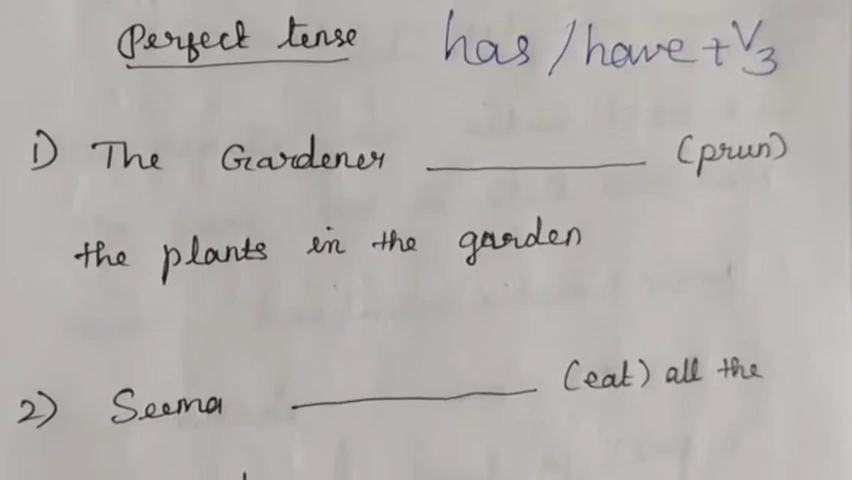 Perfect tense has/have+V3
1) The Gardener ________ (prun)
the plants in the garden
2) Seema ________ (eat) all the